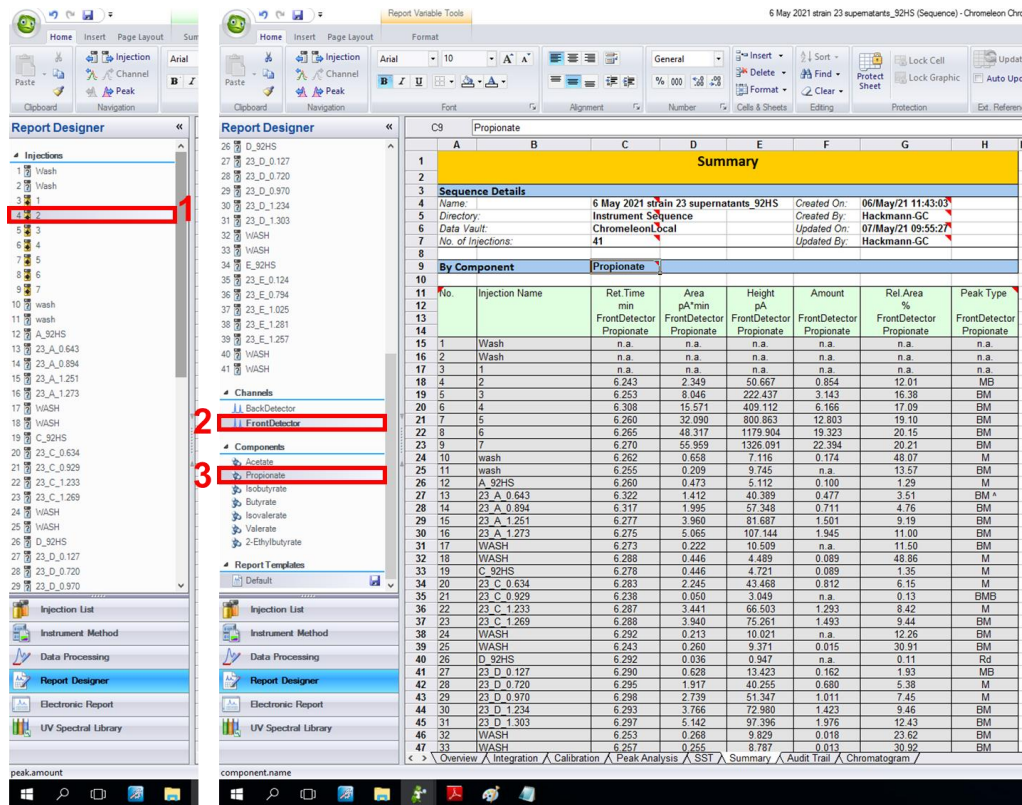 Report Variable Tools
6 May 2021 strain 23 supernatants_92HS (Sequence) - Chromeleon Chro
Home Insert Page Layout Sum
Home Insert Page Layout Format
Paste
Injection
Channel
Peak
Arial
B I
Clipboard Navigation
Paste
Injection
Channel
Peak
Arial 10 A A
B I U A
General
% 000
Insert
Delete
Format
Sort
Find
Clear
Protect Sheet
Lock Cell
Lock Graphic
Updat
Auto Upd
Clipboard Navigation Font Alignment Number Cells & Sheets Editing Protection Ext. Referen
Report Designer «
Injections
1 Wash
2 Wash
3 1
4 2
1
5 3
6 4
7 5
8 6
9 7
10 wash
11 wash
12 A_92HS
13 23_A_0.643
14 23_A_0.894
15 23_A_1.251
16 23_A_1.273
17 WASH
18 WASH
19 C_92HS
20 23_C_0.634
21 23_C_0.929
22 23_C_1.233
23 23_C_1.269
24 WASH
25 WASH
26 D_92HS
27 23_D_0.127
28 23_D_0.720
29 23_D_0.970
Injection List
Instrument Method
Data Processing
Report Designer
Electronic Report
UV Spectral Library
peak.amount
Report Designer «
26 D_92HS
27 23_D_0.127
28 23_D_0.720
29 23_D_0.970
30 23_D_1.234
31 23_D_1.303
32 WASH
33 WASH
34 E_92HS
35 23_E_0.124
36 23_E_0.794
37 23_E_1.025
38 23_E_1.281
39 23_E_1.257
40 WASH
41 WASH
Channels
BackDetector
2 FrontDetector
Components
Acetate
3 Propionate
Isobutyrate
Butyrate
Isovalerate
Valerate
2-Ethylbutyrate
Report Templates
Default
Injection List
Instrument Method
Data Processing
Report Designer
Electronic Report
UV Spectral Library
component.name
C9 Propionate
A B C D E F G H
1 Summary
2
3 Sequence Details
4 Name: 6 May 2021 strain 23 supernatants_92HS Created On: 06/May/21 11:43:03
5 Directory: Instrument Sequence Created By: Hackmann-GC
6 Data Vault: ChromeleonLocal Updated On: 07/May/21 09:55:27
7 No. of Injections: 41 Updated By: Hackmann-GC
8
9 By Component Propionate
10
11 No. Injection Name Ret.Time Area Height Amount Rel.Area Peak Type
12 min pA*min pA %
13 FrontDetector FrontDetector FrontDetector FrontDetector FrontDetector FrontDetector
14 Propionate Propionate Propionate Propionate Propionate Propionate
15 1 Wash n.a. n.a. n.a. n.a. n.a. n.a.
16 2 Wash n.a. n.a. n.a. n.a. n.a. n.a.
17 3 1 n.a. n.a. n.a. n.a. n.a. n.a.
18 4 2 6.243 2.349 50.667 0.854 12.01 MB
19 5 3 6.253 8.046 222.437 3.143 16.38 BM
20 6 4 6.308 15.571 409.112 6.166 17.09 BM
21 7 5 6.260 32.090 800.863 12.803 19.10 BM
22 8 6 6.265 48.317 1179.904 19.323 20.15 BM
23 9 7 6.270 55.959 1326.091 22.394 20.21 BM
24 10 wash 6.262 0.658 7.116 0.174 48.07 M
25 11 wash 6.255 0.209 9.745 n.a. 13.57 BM
26 12 A_92HS 6.260 0.473 5.112 0.100 1.29 M
27 13 23_A_0.643 6.322 1.412 40.389 0.477 3.51 BM ^
28 14 23_A_0.894 6.317 1.995 57.348 0.711 4.76 BM
29 15 23_A_1.251 6.277 3.960 81.687 1.501 9.19 BM
30 16 23_A_1.273 6.275 5.065 107.144 1.945 11.00 BM
31 17 WASH 6.273 0.222 10.509 n.a. 11.50 BM
32 18 WASH 6.288 0.446 4.489 0.089 48.86 M
33 19 C_92HS 6.278 0.446 4.721 0.089 1.35 M
34 20 23_C_0.634 6.283 2.245 43.468 0.812 6.15 M
35 21 23_C_0.929 6.238 0.050 3.049 n.a. 0.13 BMB
36 22 23_C_1.233 6.287 3.441 66.503 1.293 8.42 M
37 23 23_C_1.269 6.288 3.940 75.261 1.493 9.44 BM
38 24 WASH 6.292 0.213 10.021 n.a. 12.26 BM
39 25 WASH 6.243 0.260 9.371 0.015 30.91 BM
40 26 D_92HS 6.292 0.036 0.947 n.a. 0.11 Rd
41 27 23_D_0.127 6.290 0.628 13.423 0.162 1.93 MB
42 28 23_D_0.720 6.295 1.917 40.255 0.680 5.38 M
43 29 23_D_0.970 6.298 2.739 51.347 1.011 7.45 M
44 30 23_D_1.234 6.293 3.766 72.980 1.423 9.46 BM
45 31 23_D_1.303 6.297 5.142 97.396 1.976 12.43 BM
46 32 WASH 6.253 0.268 9.829 0.018 23.62 BM
47 33 WASH 6.257 0.255 8.787 0.013 30.92 BM
Overview Integration Calibration Peak Analysis SST Summary Audit Trail Chromatogram